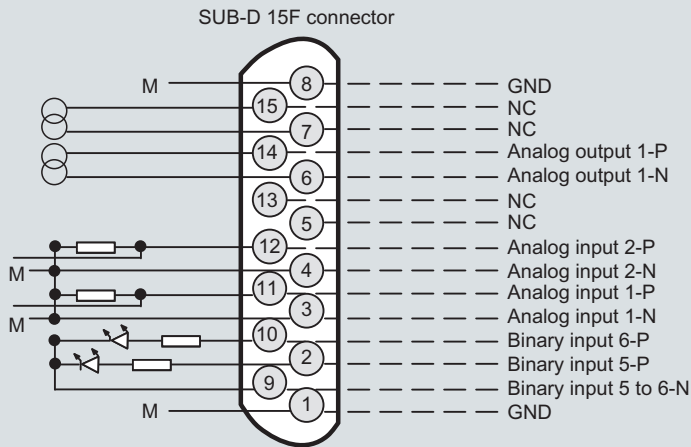 SUB-D 15F connector
M 8 GND
15 NC
7 NC
14 Analog output 1-P
6 Analog output 1-N
13 NC
5 NC
12 Analog input 2-P
M 4 Analog input 2-N
11 Analog input 1-P
M 3 Analog input 1-N
10 Binary input 6-P
2 Binary input 5-P
9 Binary input 5 to 6-N
M 1 GND